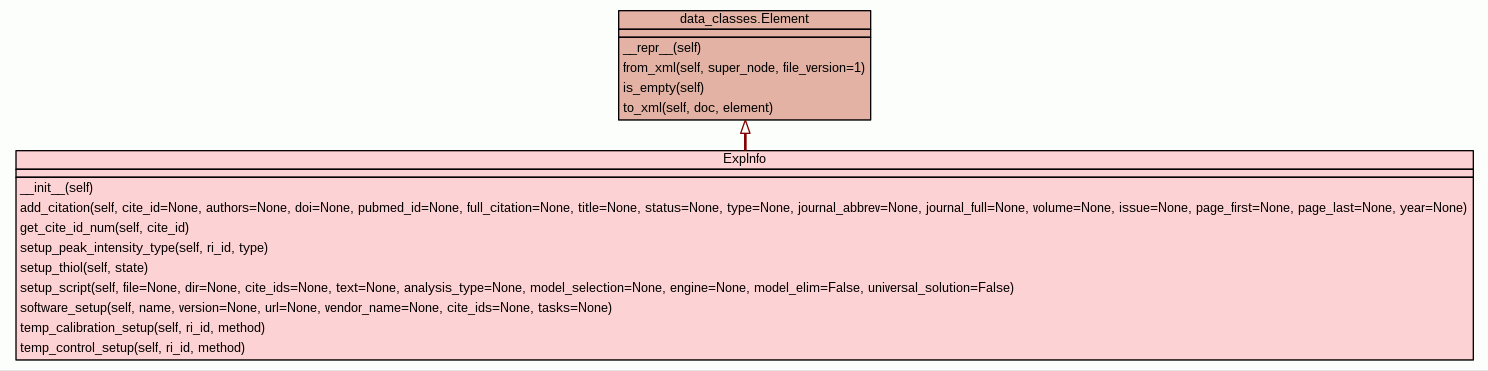 data_classes.Element
__repr__(self)
from_xml(self, super_node, file_version=1)
is_empty(self)
to_xml(self, doc, element)
ExpInfo
__init__(self)
add_citation(self, cite_id=None, authors=None, doi=None, pubmed_id=None, full_citation=None, title=None, status=None, type=None, journal_abbrev=None, journal_full=None, volume=None, issue=None, page_first=None, page_last=None, year=None)
get_cite_id_num(self, cite_id)
setup_peak_intensity_type(self, ri_id, type)
setup_thiol(self, state)
setup_script(self, file=None, dir=None, cite_ids=None, text=None, analysis_type=None, model_selection=None, engine=None, model_elim=False, universal_solution=False)
software_setup(self, name, version=None, url=None, vendor_name=None, cite_ids=None, tasks=None)
temp_calibration_setup(self, ri_id, method)
temp_control_setup(self, ri_id, method)